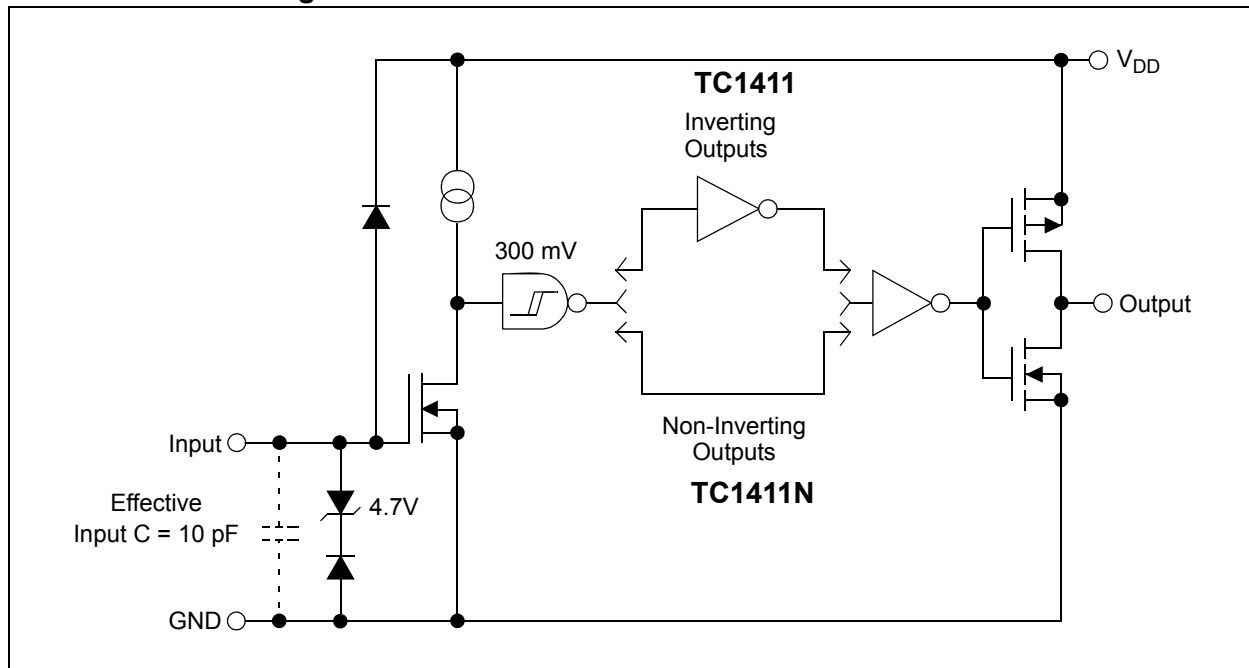 g
V_DD
TC1411
Inverting
Outputs
300 mV
Output
Input
Non-Inverting
Outputs
TC1411N
4.7V
Effective
Input C = 10 pF
GND